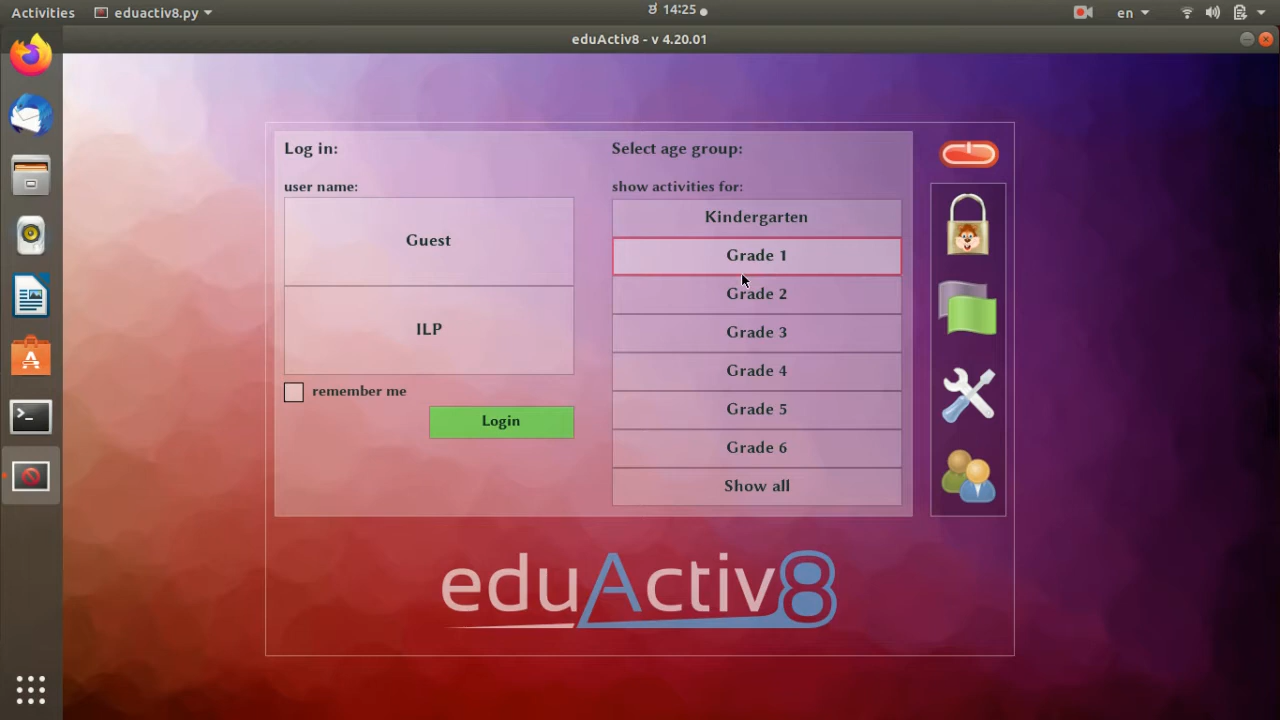 Activities
eduactiv8.py
14:25
en
eduActiv8 - v 4.20.01
Log in:
user name:
Guest
ILP
remember me
Login
Select age group:
show activities for:
Kindergarten
Grade 1
Grade 2
Grade 3
Grade 4
Grade 5
Grade 6
Show all
eduActiv8